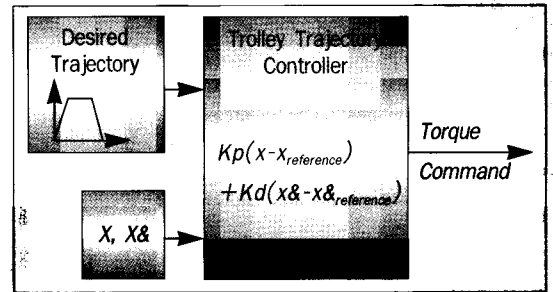 Desired
Trajectory
Trolley Trajectory
Controller
Kp(x-x_reference)
+Kd(x&-x&_reference)
X, X&
Torque
Command